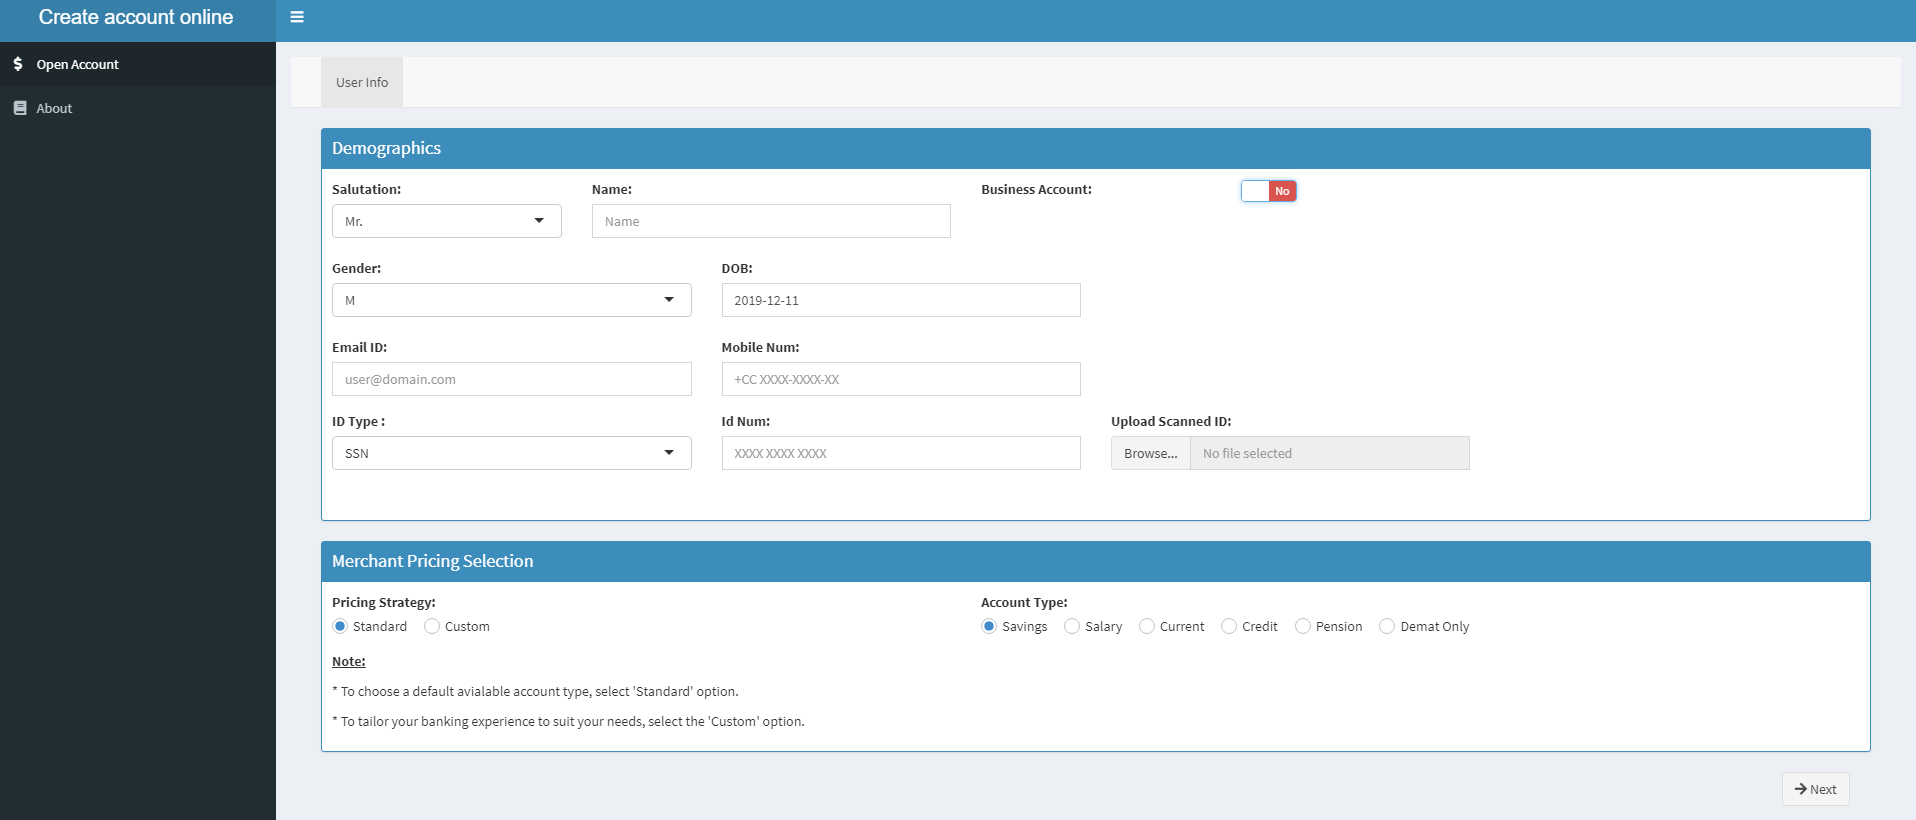 Create account online
Open Account
About
User Info
Demographics
Salutation: Name: Business Account: No
Mr. Name
Gender: DOB:
M 2019-12-11
Email ID: Mobile Num:
user@domain.com +CC XXXX-XXXX-XX
ID Type : Id Num: Upload Scanned ID:
SSN XXXX XXXX XXXX Browse... No file selected
Merchant Pricing Selection
Pricing Strategy: Account Type:
Standard Custom Savings Salary Current Credit Pension Demat Only
Note:
* To choose a default avialable account type, select 'Standard' option.
* To tailor your banking experience to suit your needs, select the 'Custom' option.
Next